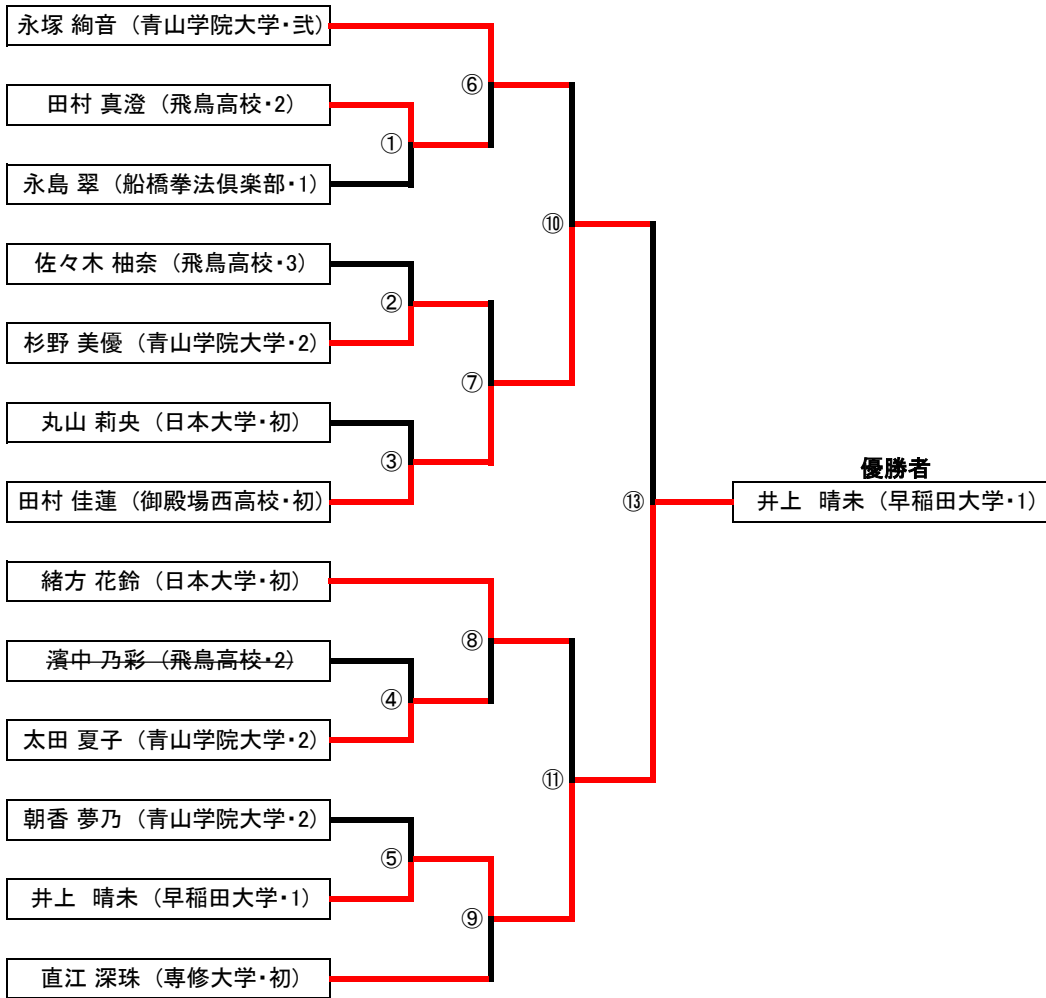 永塚 絢音 （青山学院大学・弐）
⑥
田村 真澄 （飛鳥高校・2）
①
永島 翠 （船橋拳法倶楽部・1）
⑩
佐々木 柚奈 （飛鳥高校・3）
②
杉野 美優 （青山学院大学・2）
⑦
丸山 莉央 （日本大学・初）
③
田村 佳蓮 （御殿場西高校・初）
優勝者
井上　晴未 （早稲田大学・1）
⑬
緒方 花鈴 （日本大学・初）
⑧
濱中 乃彩 （飛鳥高校・2）
④
太田 夏子 （青山学院大学・2）
⑪
朝香 夢乃 （青山学院大学・2）
⑤
井上　晴未 （早稲田大学・1）
⑨
直江 深珠 （専修大学・初）